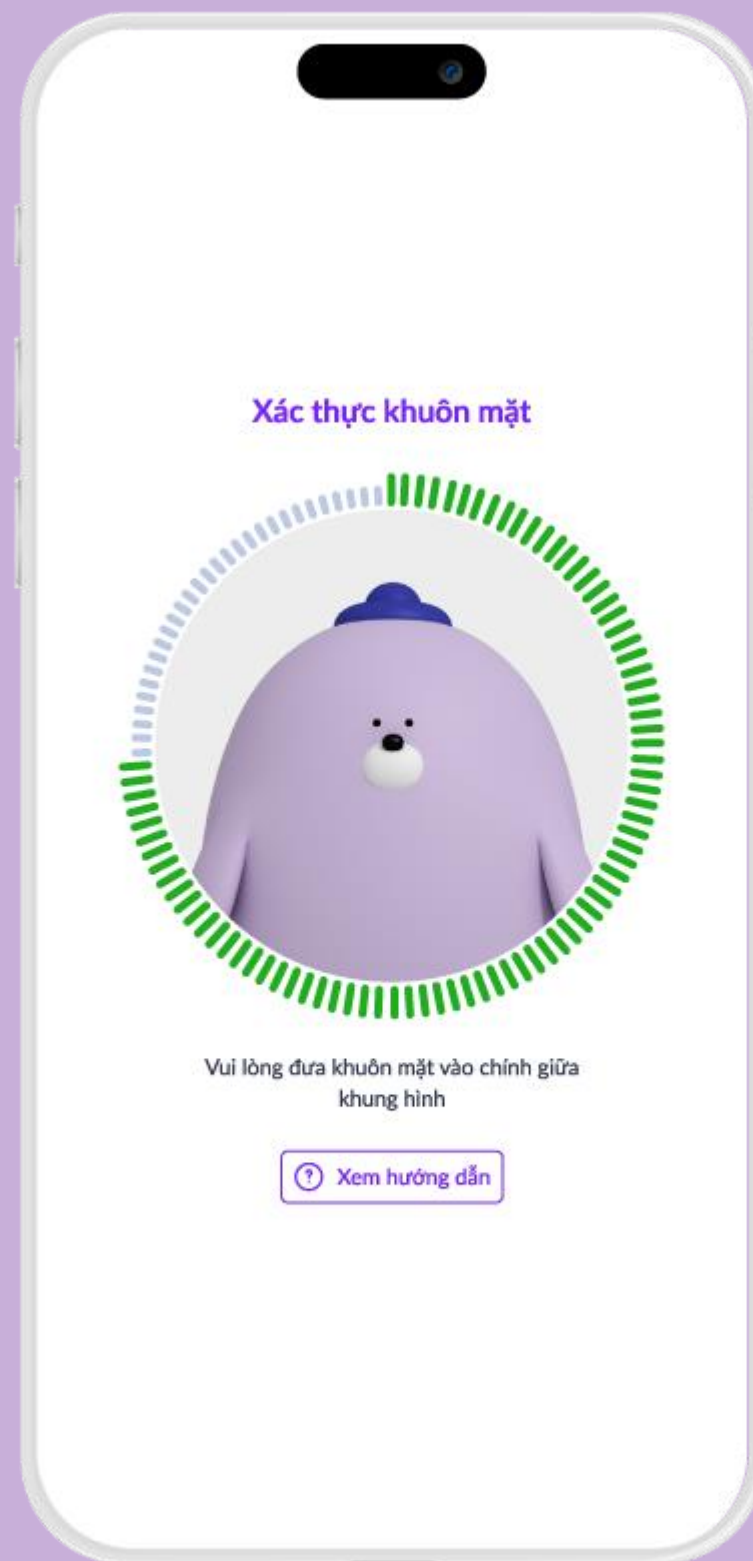 Xác thực khuôn mặt
Vui lòng đưa khuôn mặt vào chính giữa
khung hình
? Xem hướng dẫn